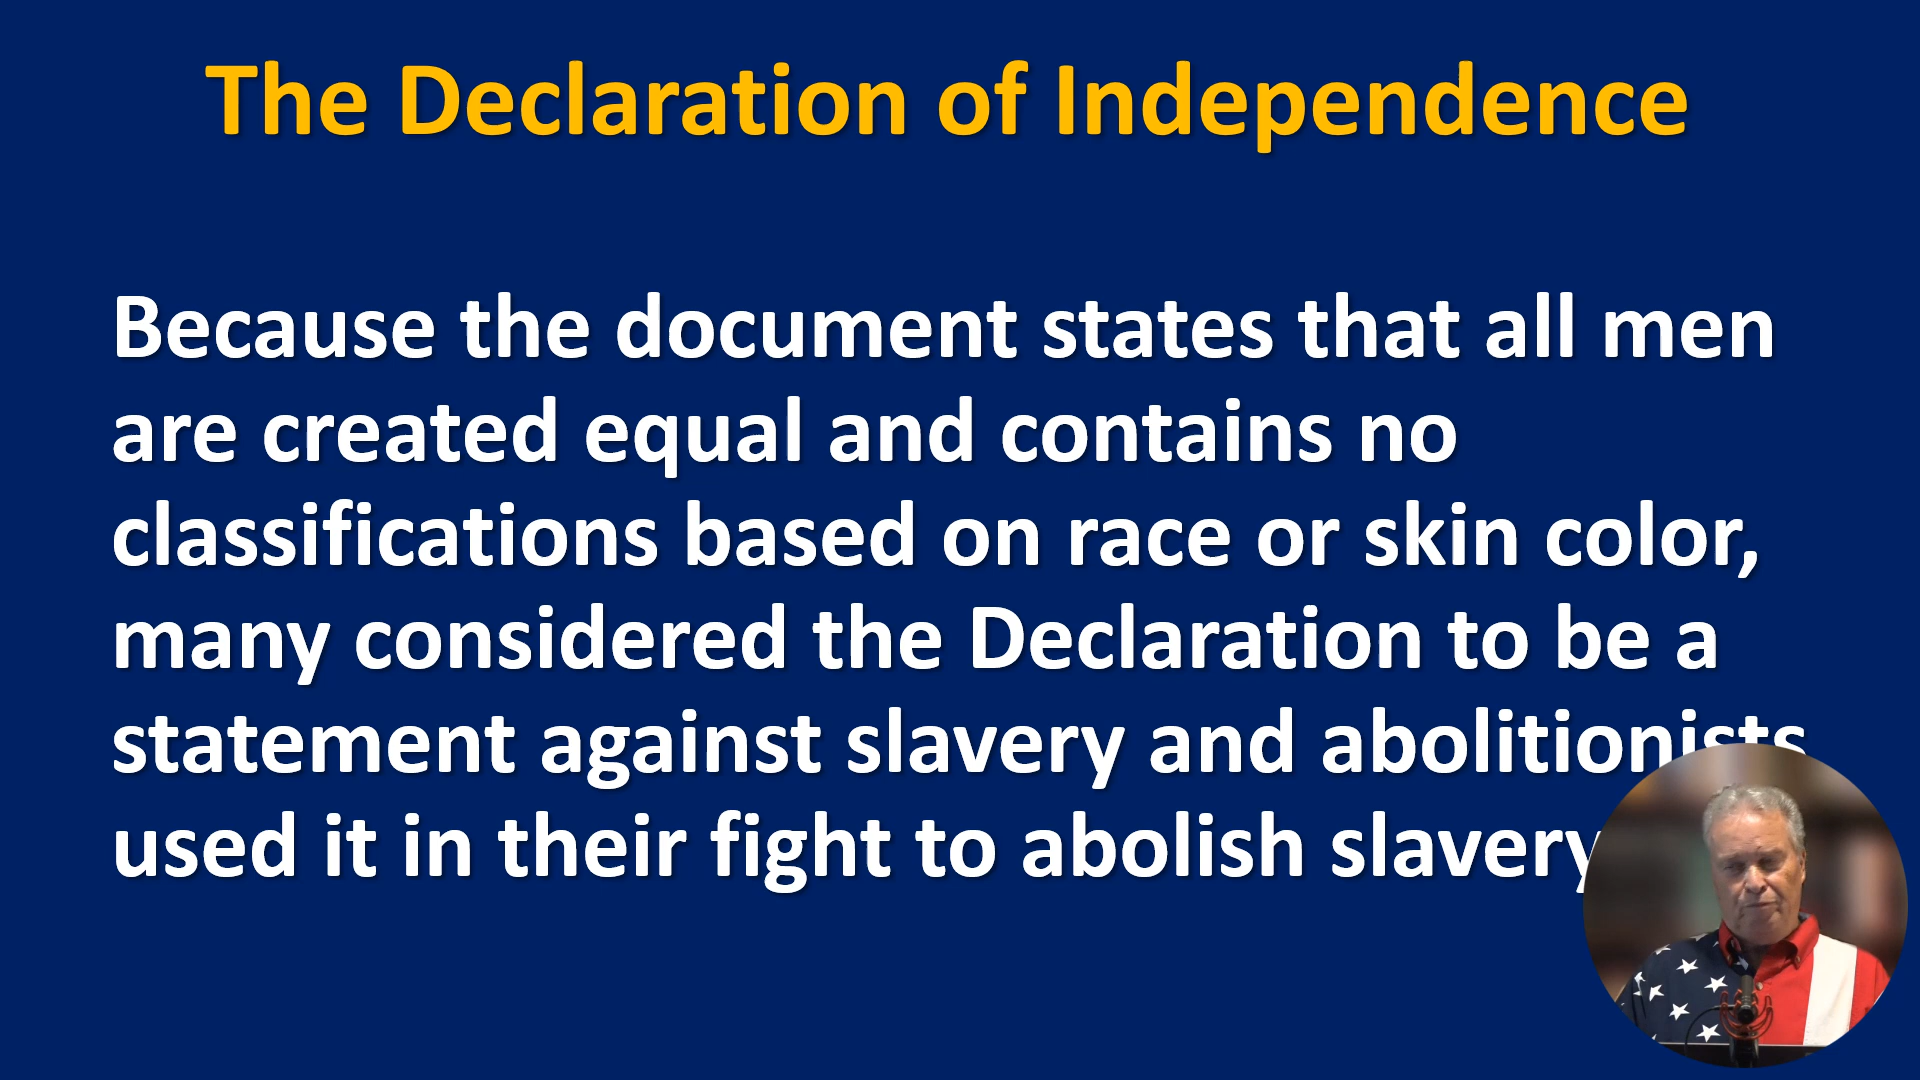 The Declaration of Independence
Because the document states that all men
are created equal and contains no
classifications based on race or skin color,
many considered the Declaration to be a
statement against slavery and abolitionists
used it in their fight to abolish slavery